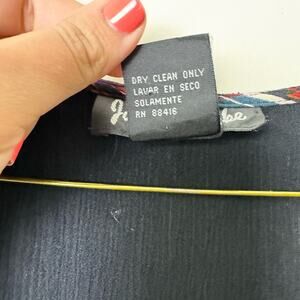 DRY CLEAN ONLY
LAVAR EN SECO
SOLAMENTE
RN 88416